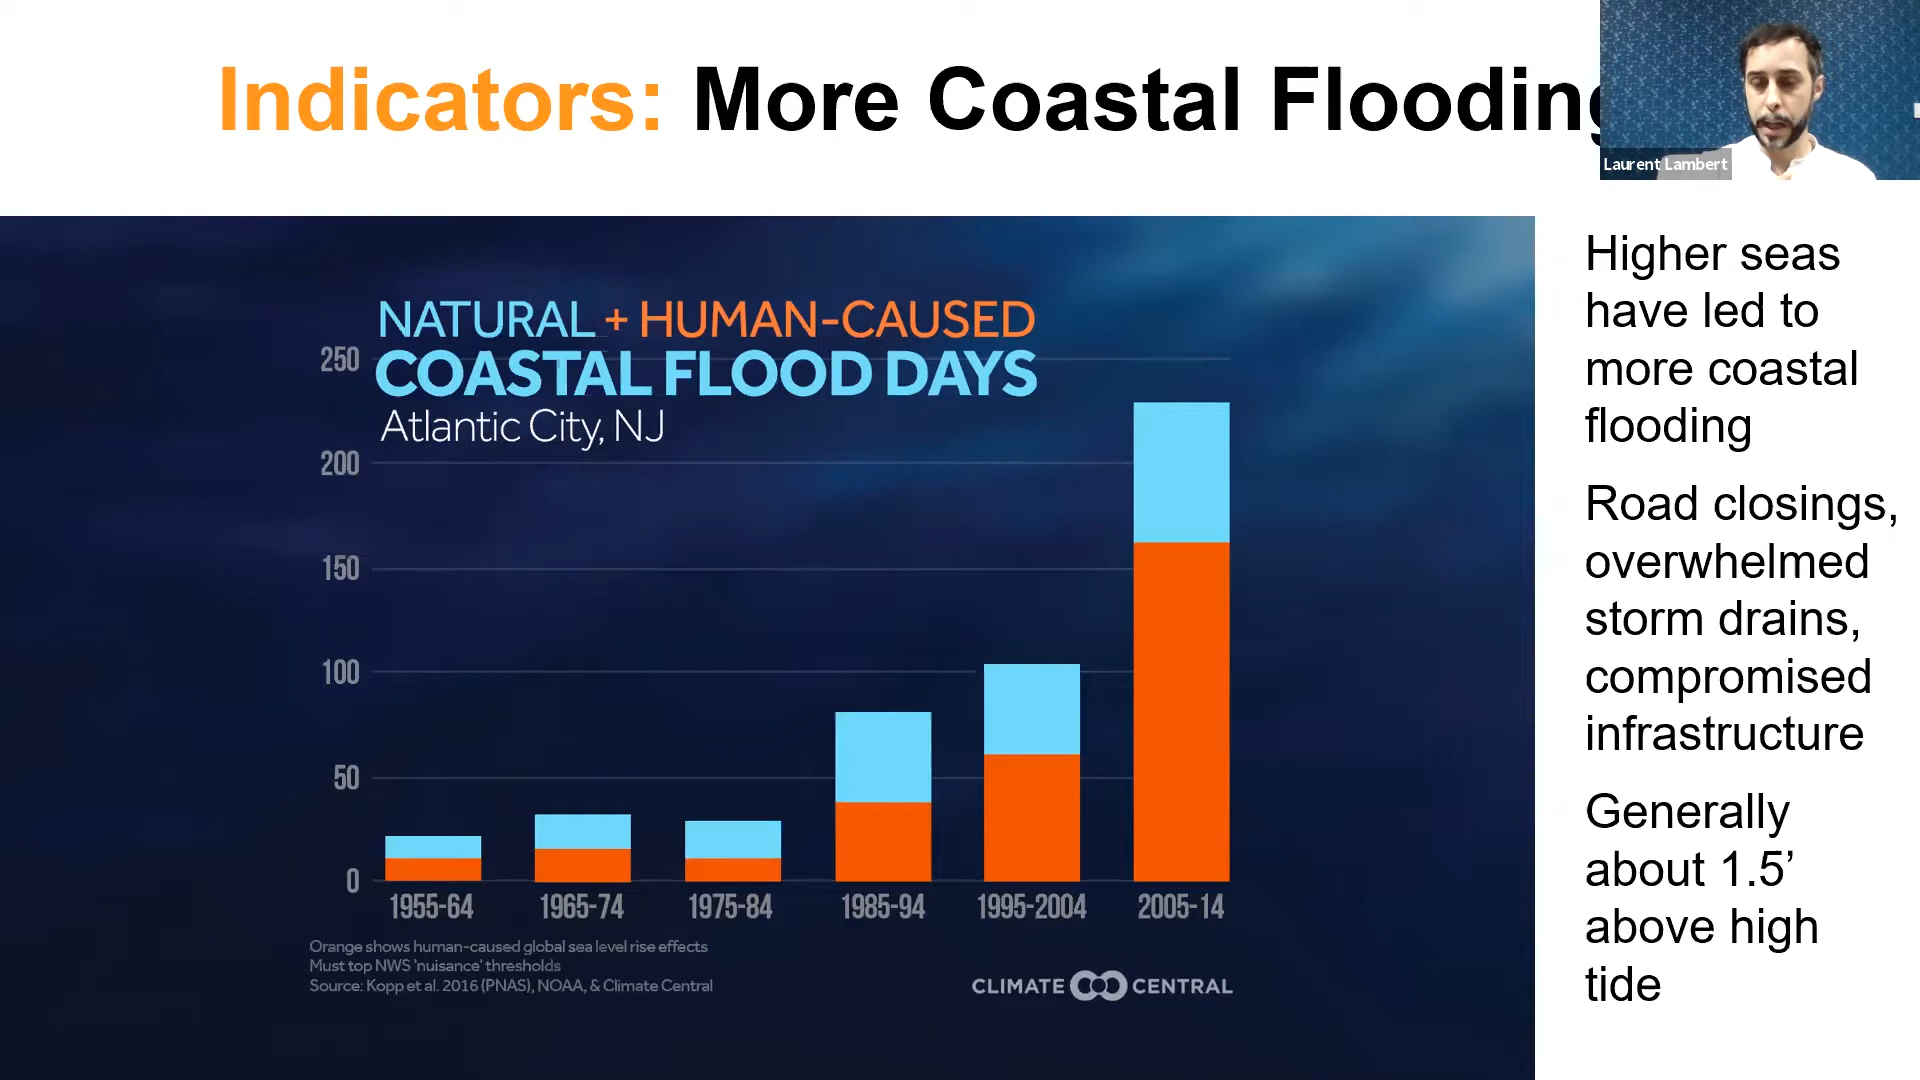 Indicators: More Coastal Flooding
Laurent Lambert
NATURAL + HUMAN-CAUSED
COASTAL FLOOD DAYS
Atlantic City, NJ
250
200
150
100
50
0
1955-64 1965-74 1975-84 1985-94 1995-2004 2005-14
Orange shows human-caused global sea level rise effects
Must top NWS 'nuisance' thresholds
Source: Kopp et al. 2016 (PNAS), NOAA, & Climate Central
CLIMATE CENTRAL
Higher seas
have led to
more coastal
flooding
Road closings,
overwhelmed
storm drains,
compromised
infrastructure
Generally
about 1.5’
above high
tide